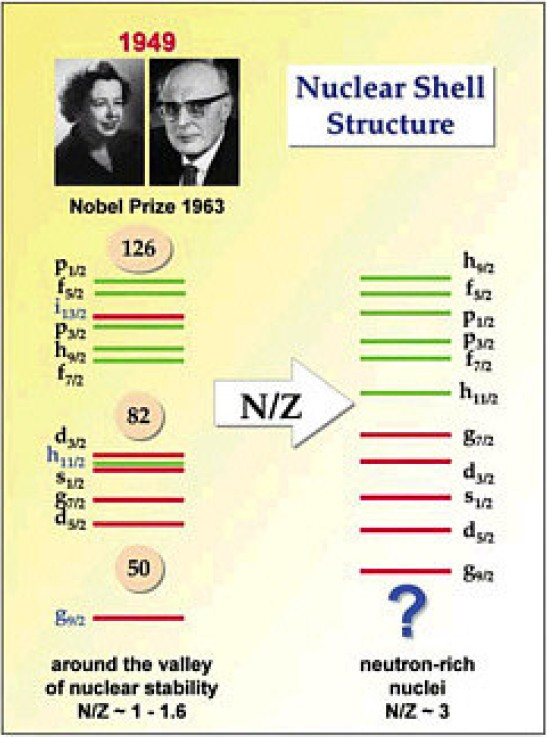 1949
Nuclear Shell
Structure
Nobel Prize 1963
126
p1/2
f5/2
i13/2
p3/2
h9/2
f7/2
82
d3/2
h11/2
s1/2
g7/2
d5/2
50
g9/2
N/Z
h9/2
f5/2
p1/2
p3/2
f7/2
h11/2
g7/2
d3/2
s1/2
d5/2
g9/2
?
around the valley
of nuclear stability
N/Z ~ 1 - 1.6
neutron-rich
nuclei
N/Z ~ 3